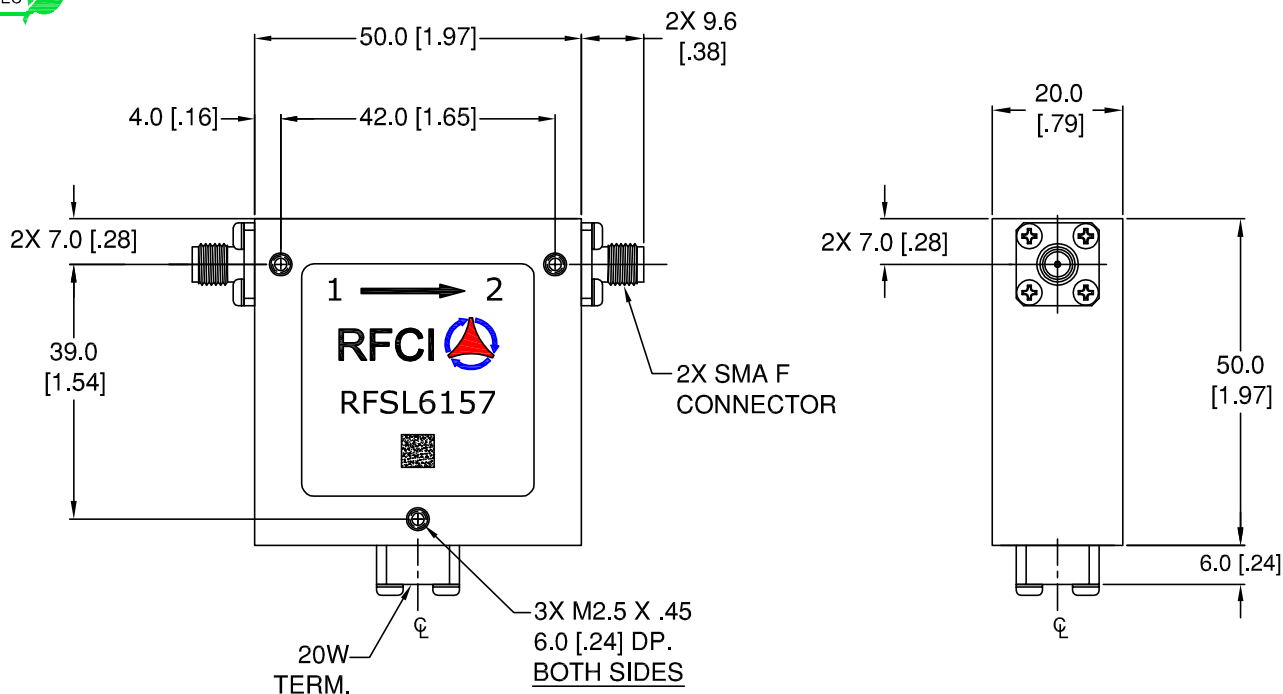 50.0 [1.97]
2X 9.6
[.38]
4.0 [.16]
42.0 [1.65]
20.0
[.79]
2X 7.0 [.28]
2X 7.0 [.28]
1 2
RFCI
RFSL6157
39.0
[1.54]
2X SMA F
CONNECTOR
50.0
[1.97]
6.0 [.24]
3X M2.5 X .45
6.0 [.24] DP.
BOTH SIDES
20W
TERM.
℄
℄